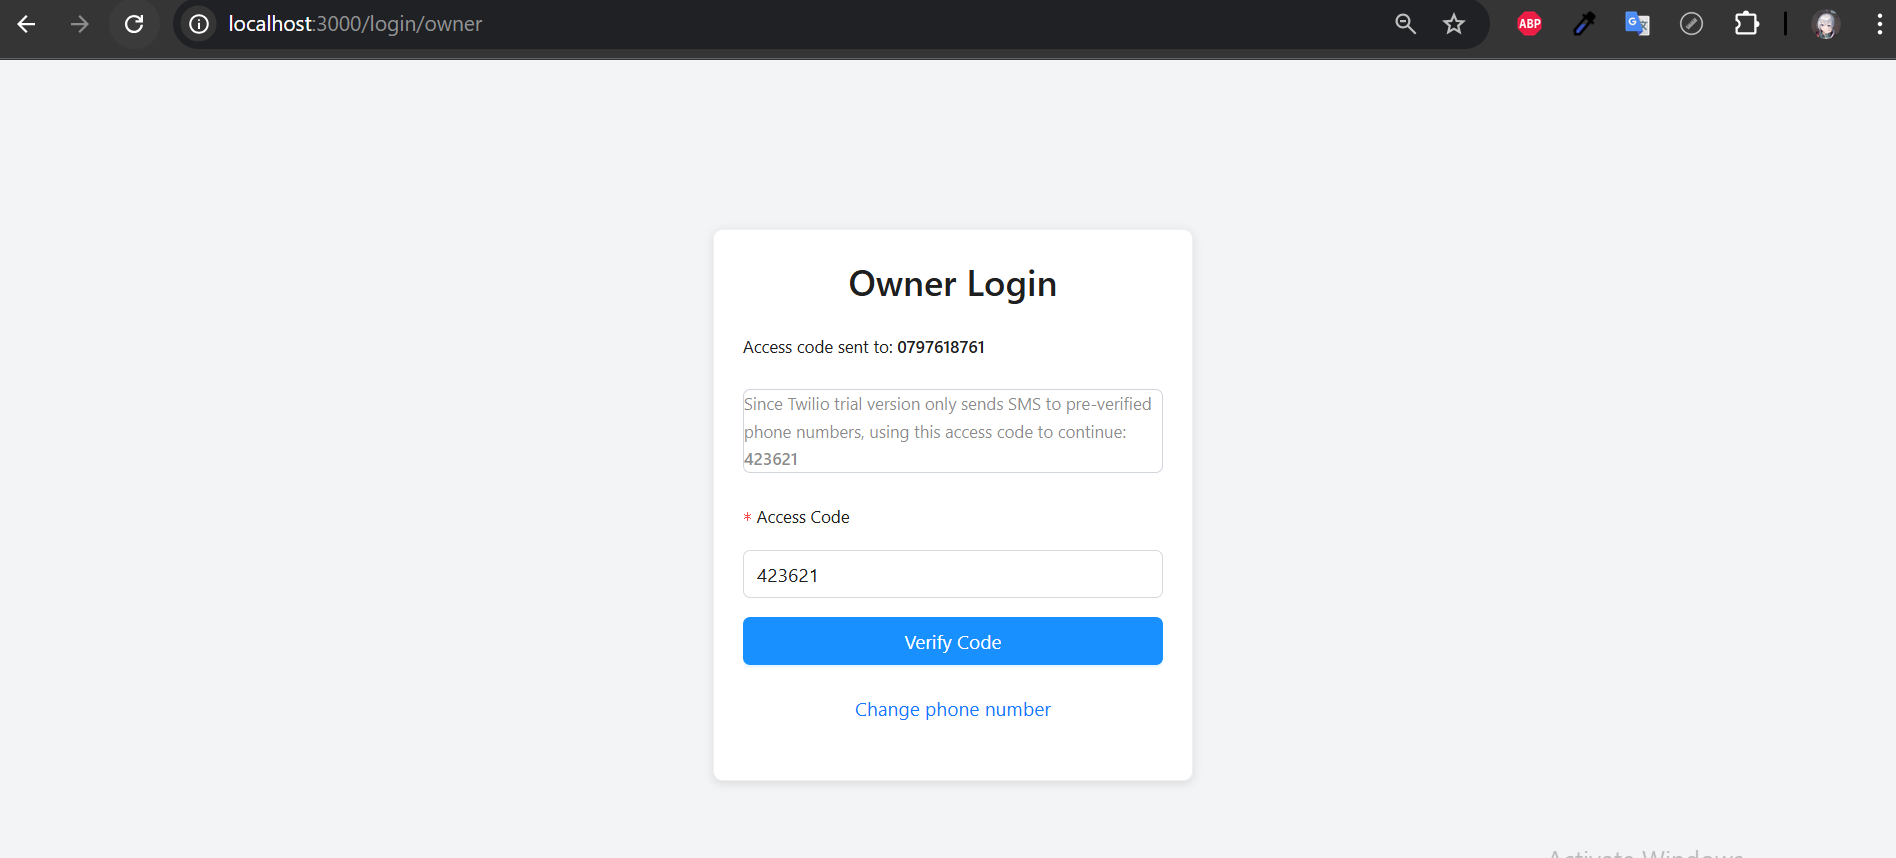 localhost:3000/login/owner
ABP
Owner Login
Access code sent to: 0797618761
Since Twilio trial version only sends SMS to pre-verified
phone numbers, using this access code to continue:
423621
* Access Code
423621
Verify Code
Change phone number
Activate Windows